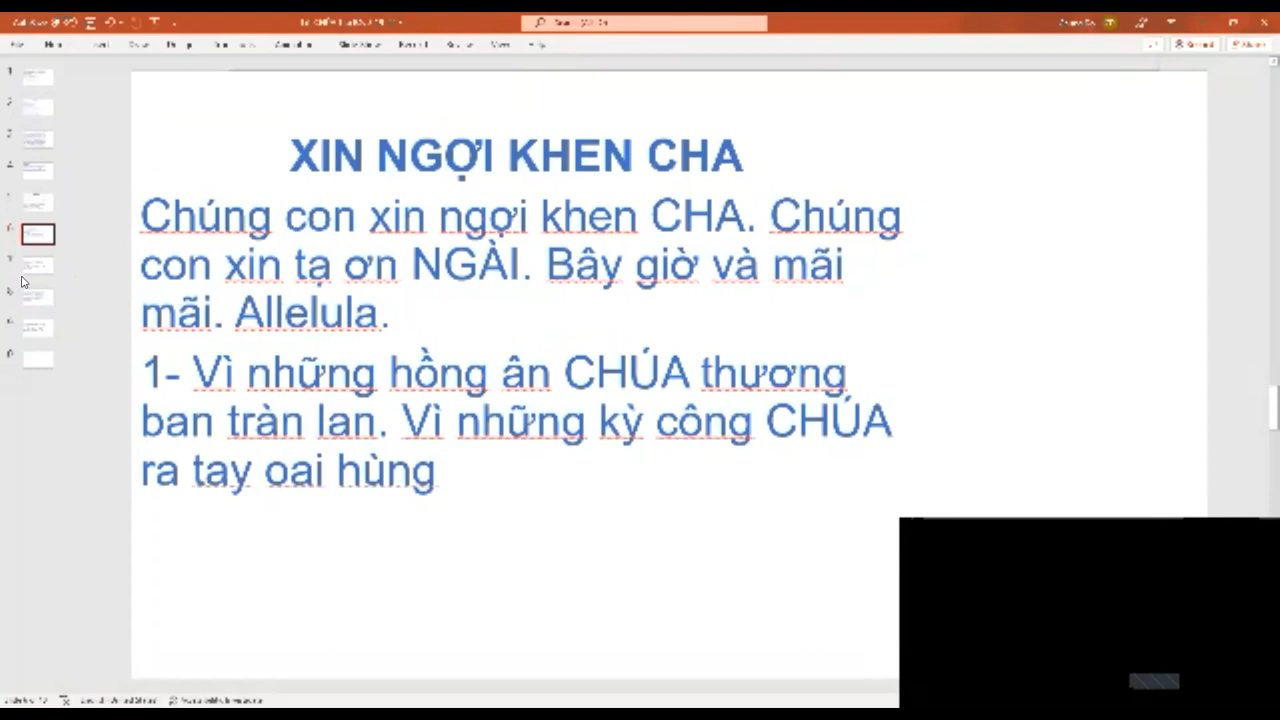 XIN NGỢI KHEN CHA
Chúng con xin ngợi khen CHA. Chúng
con xin tạ ơn NGÀI. Bây giờ và mãi
mãi. Allelula.
1- Vì những hồng ân CHÚA thương
ban tràn lan. Vì những kỳ công CHÚA
ra tay oai hùng